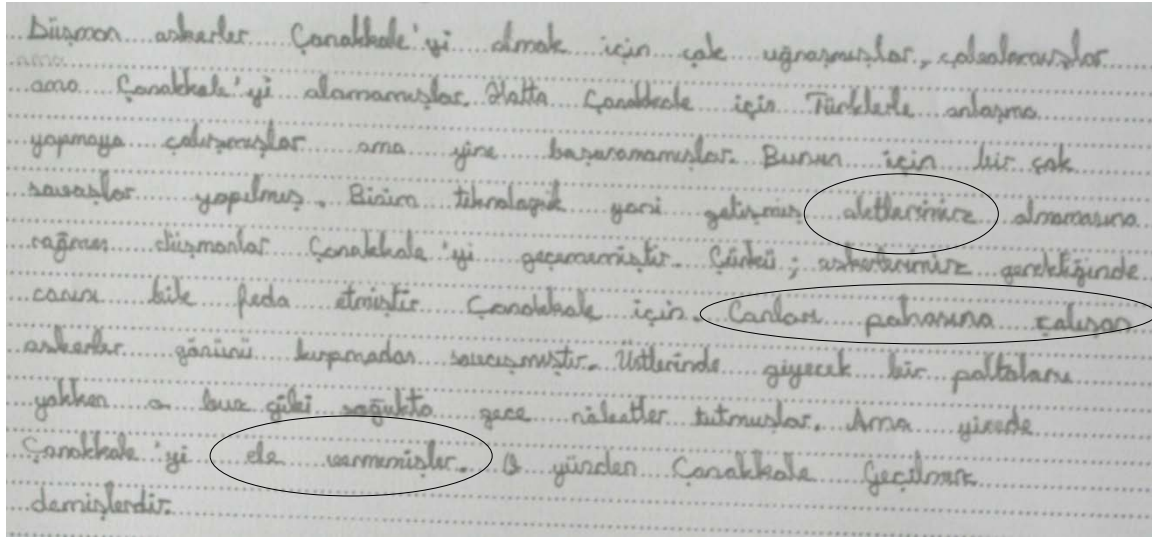 Düşman askerler Çanakkale'yi almak için çok uğraşmışlar, çabalamışlar
ama
ama Çanakkale'yi alamamışlar. Hatta Çanakkale için Türklerle anlaşma
yapmaya çalışmışlar ama yine başaramamışlar. Bunun için bir çok
savaşlar yapılmış. Bizim teknolojik yani gelişmiş aletlerimiz olmamasına
rağmen düşmanlar Çanakkale'yi geçememiştir. Çünkü; askerlerimiz gerektiğinde
canını bile feda etmiştir Çanakkale için. Canları pahasına çalışan
askerler gözünü kırpmadan savaşmıştır. Üstlerinde giyecek bir paltoları
yokken o buz gibi soğukta gece nöbetler tutmuşlar. Ama yinede
Çanakkale'yi ele vermemişler. O yünden Çanakkale Geçilmez
demişlerdir.